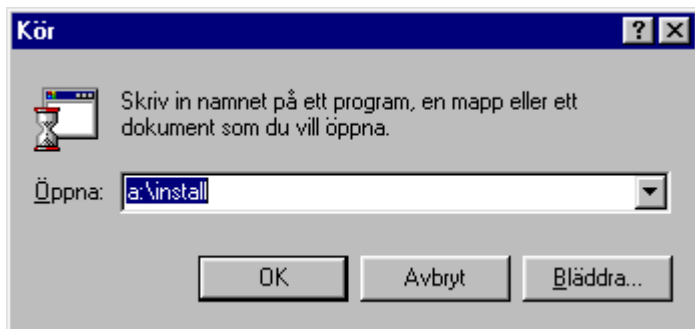 Kör
Skriv in namnet på ett program, en mapp eller ett
dokument som du vill öppna.
Öppna: a:\install
OK Avbryt Bläddra...